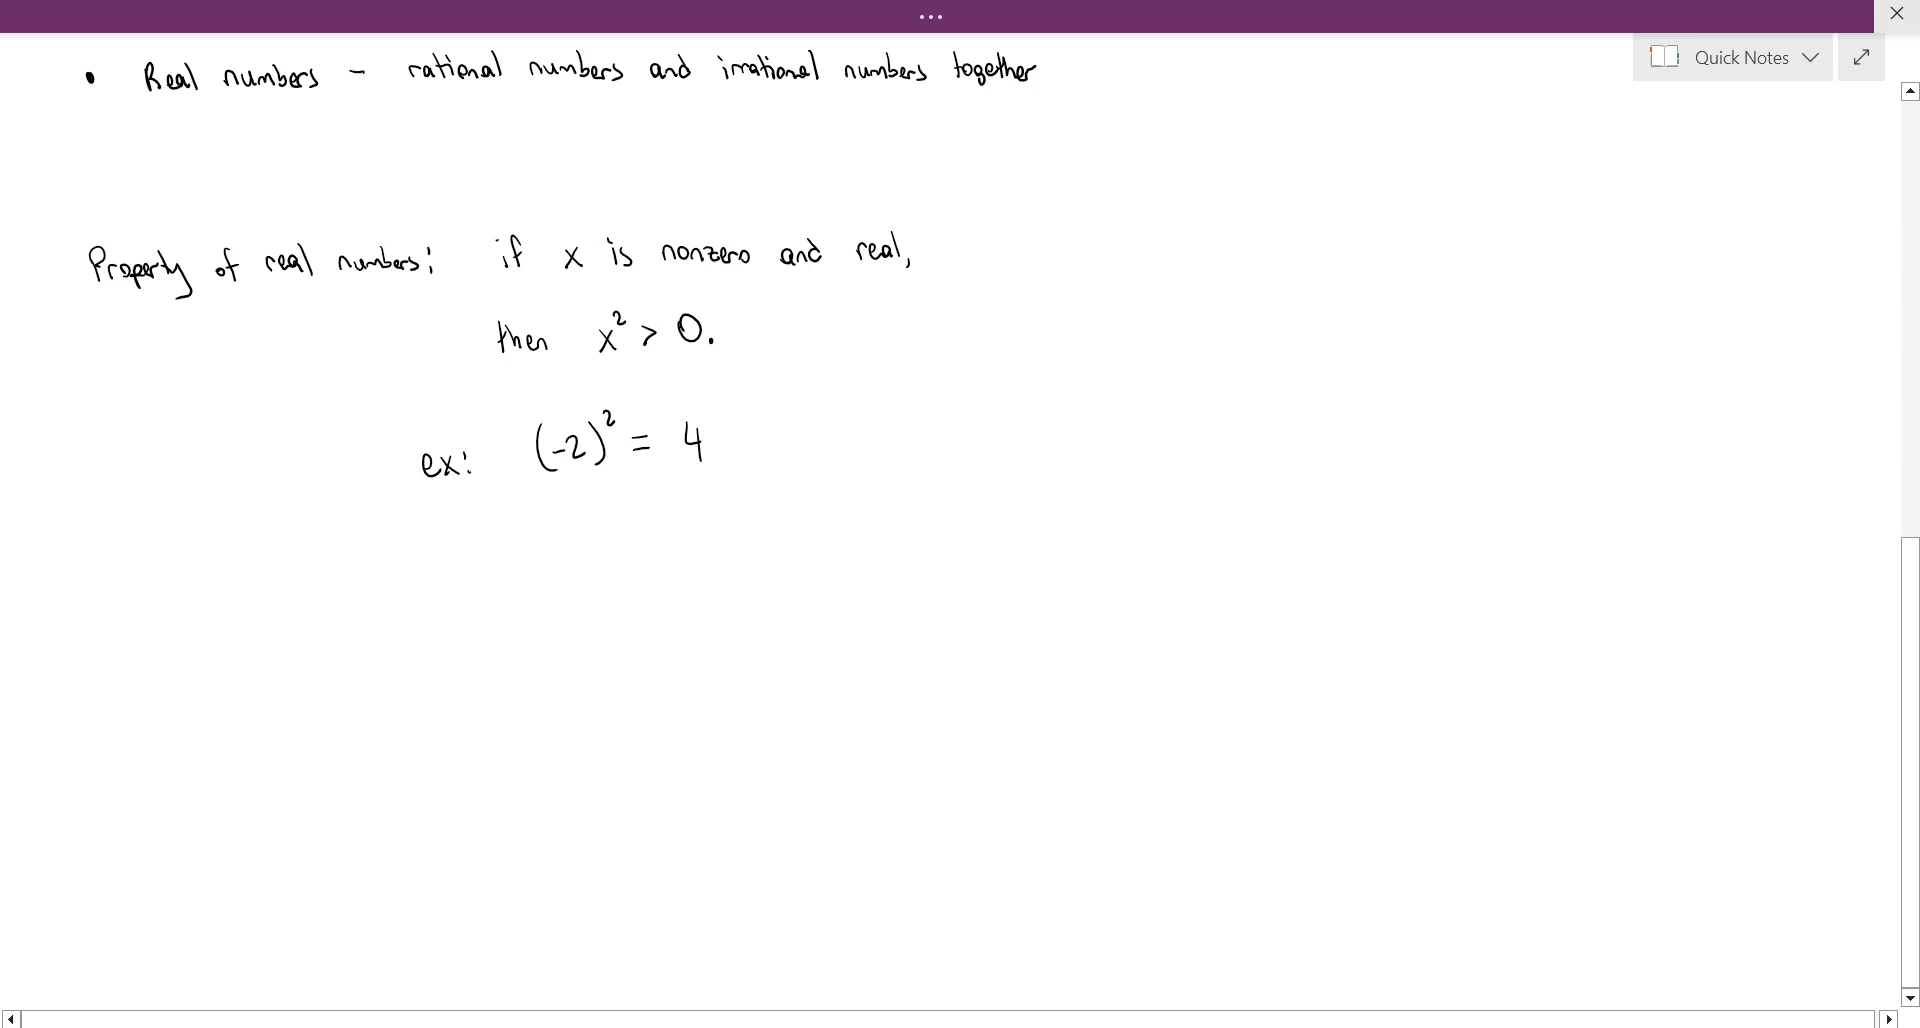 ...
Quick Notes
• Real numbers – rational numbers and irrational numbers together
Property of real numbers: if x is nonzero and real,
then x² > 0.
ex: (-2)² = 4